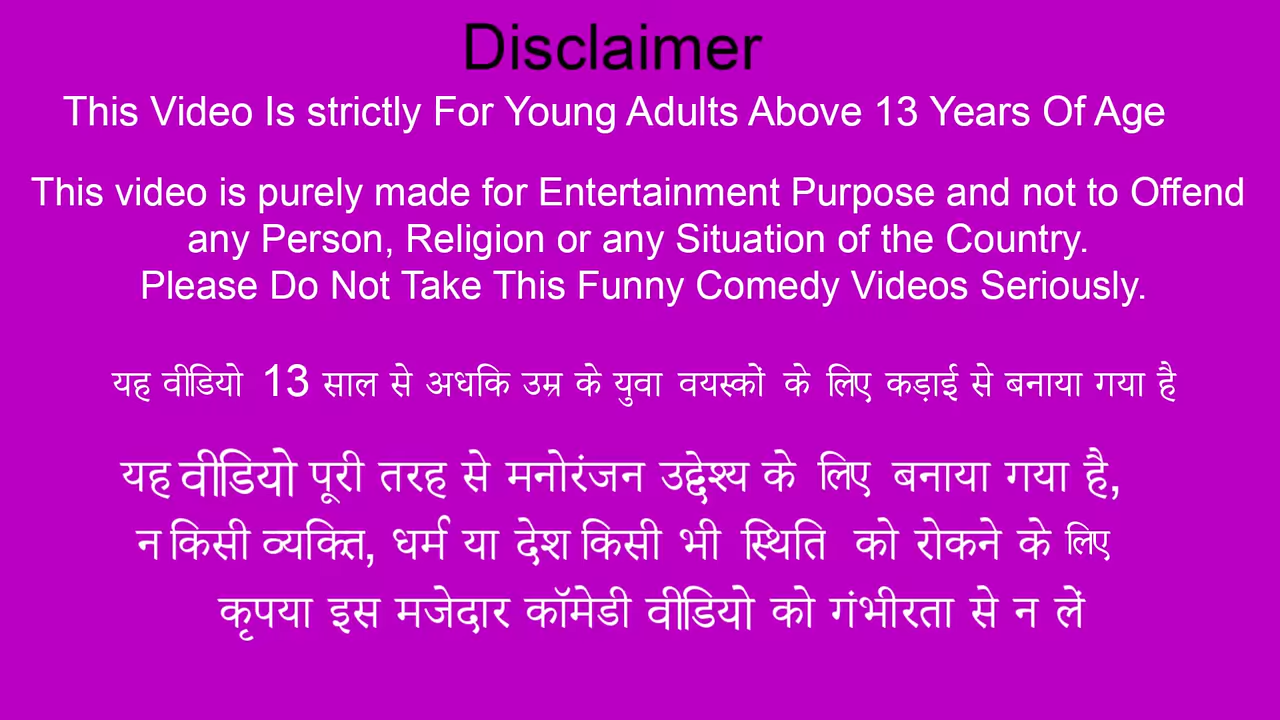 Disclaimer
This Video Is strictly For Young Adults Above 13 Years Of Age
This video is purely made for Entertainment Purpose and not to Offend
any Person, Religion or any Situation of the Country.
Please Do Not Take This Funny Comedy Videos Seriously.
यह वीडियो 13 साल से अधकि उम्र के युवा वयस्कों के लिए कड़ाई से बनाया गया है
यह वीडियो पूरी तरह से मनोरंजन उद्देश्य के लिए बनाया गया है,
न किसी व्यक्ति, धर्म या देश किसी भी स्थिति को रोकने के लिए
कृपया इस मजेदार कॉमेडी वीडियो को गंभीरता से न लें